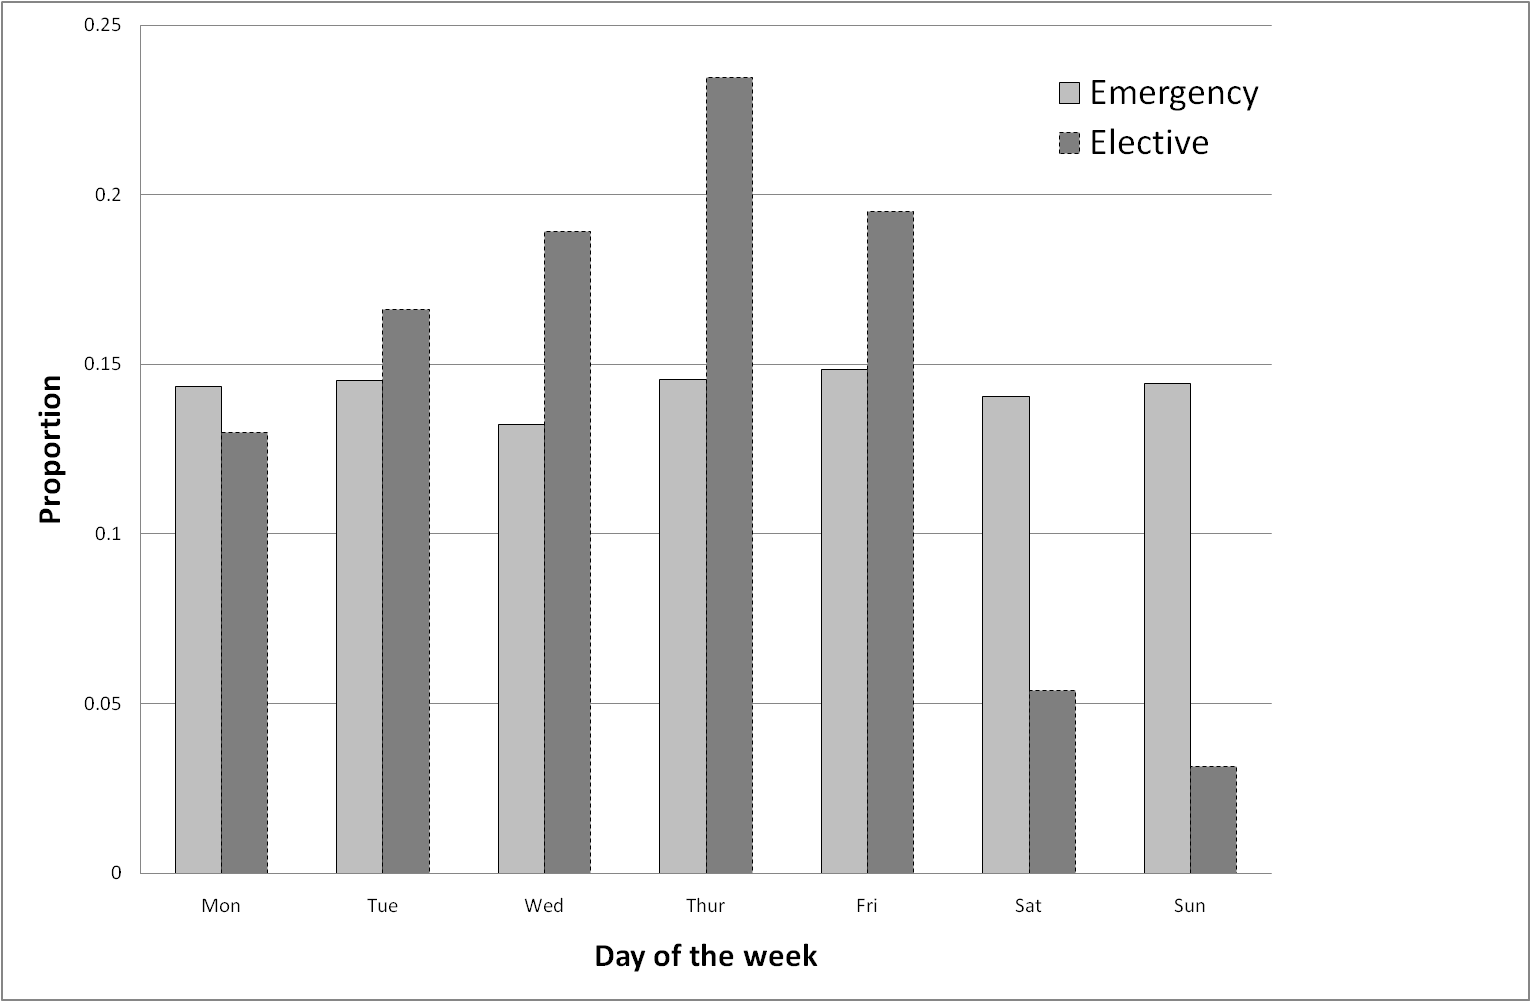 0.25
Emergency
Elective
0.2
0.15
Proportion
0.1
0.05
0
Mon Tue Wed Thur Fri Sat Sun
Day of the week